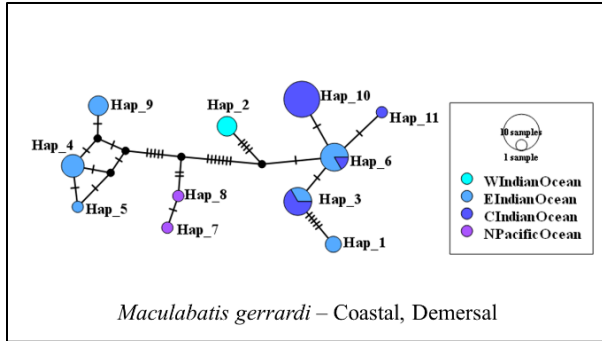 Hap_9
Hap_10
Hap_2
Hap_11
Hap_4
Hap_6
Hap_8
Hap_3
Hap_5
Hap_7
Hap_1
10 samples
1 sample
WIndianOcean
EIndianOcean
CIndianOcean
NPacificOcean
Maculabatis gerrardi – Coastal, Demersal